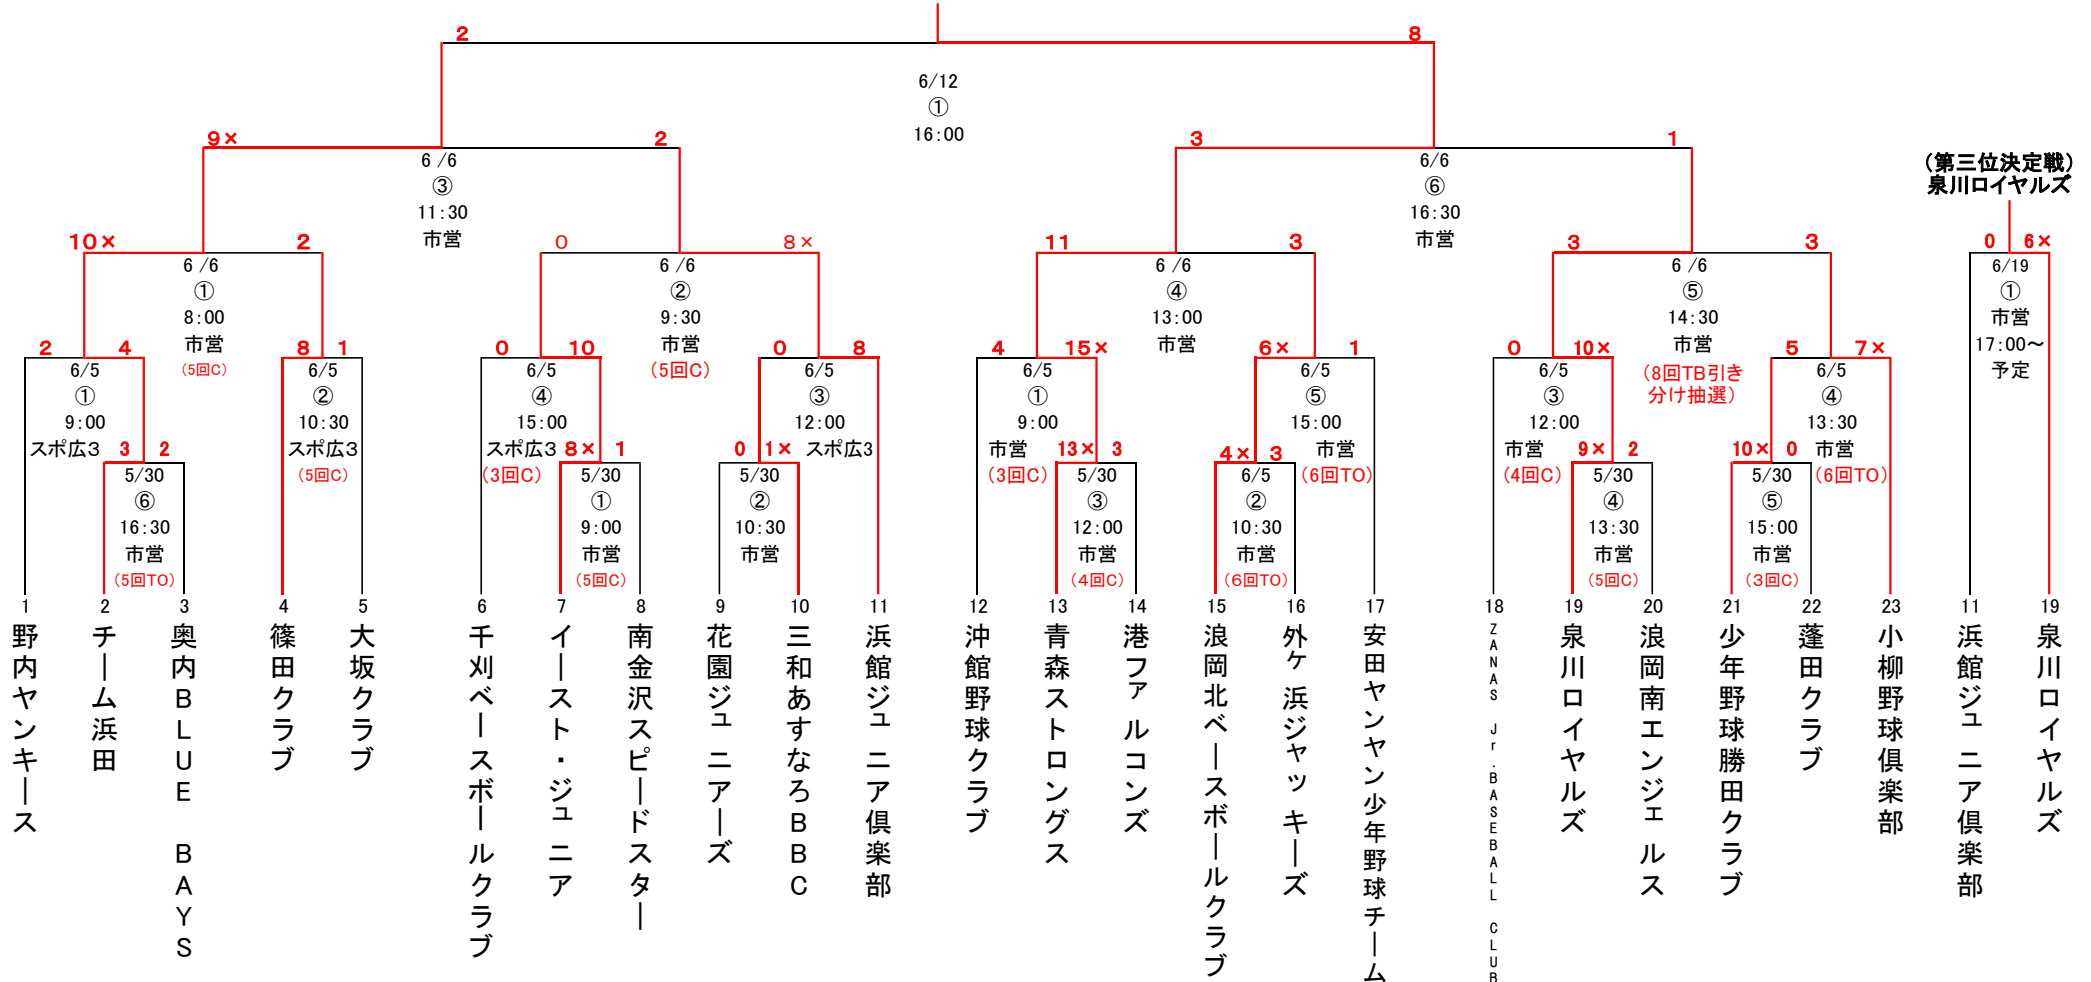 2 8
6/12
①
16:00
9× 2 3 1
6/6 6/6
③ ⑥
11:30 16:30
市営 市営
(第三位決定戦)
泉川ロイヤルズ
10× 2 0 8× 11 3 3 3 0 6×
6/6 6/6 6/6 6/6 6/19
① ② ④ ⑤ ①
8:00 9:30 13:00 14:30 市営
市営 市営 市営 市営 17:00~
(5回C) (5回C) (8回TB引き 予定
分け抽選)
2 4 8 1 0 10 0 8 4 15× 6× 1 0 10× 5 7×
6/5 6/5 6/5 6/5 6/5 6/5 6/5 6/5
① ② ④ ③ ① ⑤ ③ ④
9:00 10:30 15:00 12:00 9:00 15:00 12:00 13:30
スポ広3 スポ広3 スポ広3 スポ広3 市営 市営 市営 市営
(5回C) (3回C) (3回C) (6回TO) (4回C) (6回TO)
3 2 8× 1 0 1× 13× 3 4× 3 9× 2 10× 0
5/30 5/30 5/30 5/30 6/5 5/30 5/30
⑥ ① ② ③ ② ④ ⑤
16:30 9:00 10:30 12:00 10:30 13:30 15:00
市営 市営 市営 市営 市営 市営 市営
(5回TO) (5回C) (4回C) (6回TO) (5回C) (3回C)
1 2 3 4 5 6 7 8 9 10 11 12 13 14 15 16 17 18 19 20 21 22 23 11 19
野内ヤンキース
チーム浜田
奥内BLUE BAYS
篠田クラブ
大坂クラブ
千刈ベースボールクラブ
イースト・ジュニア
南金沢スピードスター
花園ジュニアーズ
三和あすなろBBC
浜館ジュニア倶楽部
沖館野球クラブ
青森ストロングス
港ファルコンズ
浪岡北ベースボールクラブ
外ヶ浜ジャッキーズ
安田ヤンヤン少年野球チーム
ZANAS Jr.BASEBALL CLUB
泉川ロイヤルズ
浪岡南エンジェルス
少年野球勝田クラブ
蓬田クラブ
小柳野球倶楽部
浜館ジュニア倶楽部
泉川ロイヤルズ